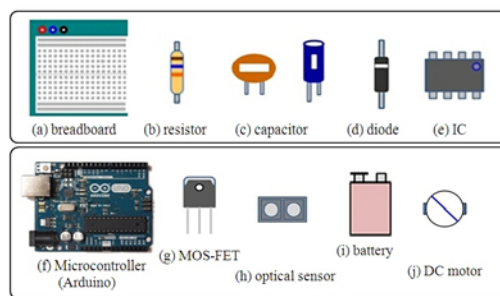 (a) breadboard
(b) resistor
(c) capacitor
(d) diode
(e) IC
(f) Microcontroller
(Arduino)
(g) MOS-FET
(h) optical sensor
(i) battery
(j) DC motor